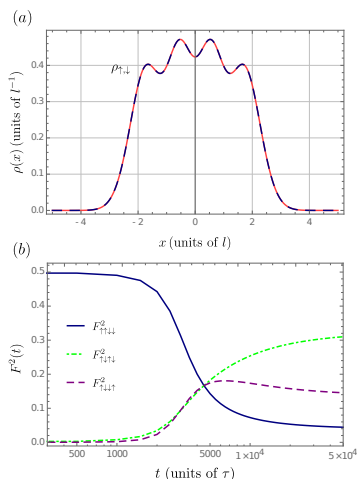 (a)
ρ(x) (units of l⁻¹)
0.4
0.3
0.2
0.1
0.0
ρ↑,↓
-4 -2 0 2 4
x (units of l)
(b)
F²(t)
0.5
0.4
0.3
0.2
0.1
0.0
F²↑↑↓↓
F²↑↓↑↓
F²↑↓↓↑
500 1000 5000 1×10⁴ 5×10⁴
t (units of τ)